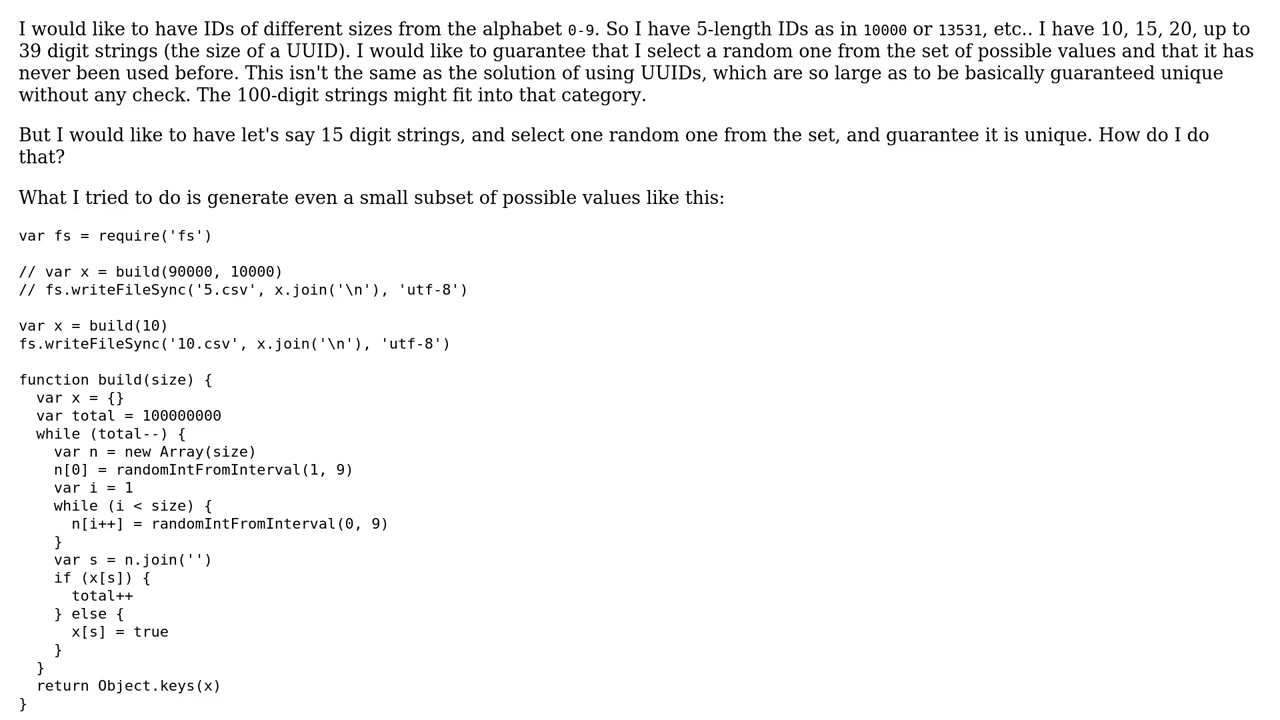 I would like to have IDs of different sizes from the alphabet 0-9. So I have 5-length IDs as in 10000 or 13531, etc.. I have 10, 15, 20, up to
39 digit strings (the size of a UUID). I would like to guarantee that I select a random one from the set of possible values and that it has
never been used before. This isn't the same as the solution of using UUIDs, which are so large as to be basically guaranteed unique
without any check. The 100-digit strings might fit into that category.
But I would like to have let's say 15 digit strings, and select one random one from the set, and guarantee it is unique. How do I do
that?
What I tried to do is generate even a small subset of possible values like this:
var fs = require('fs')
// var x = build(90000, 10000)
// fs.writeFileSync('5.csv', x.join('\n'), 'utf-8')
var x = build(10)
fs.writeFileSync('10.csv', x.join('\n'), 'utf-8')
function build(size) {
  var x = {}
  var total = 100000000
  while (total--) {
    var n = new Array(size)
    n[0] = randomIntFromInterval(1, 9)
    var i = 1
    while (i < size) {
      n[i++] = randomIntFromInterval(0, 9)
    }
    var s = n.join('')
    if (x[s]) {
      total++
    } else {
      x[s] = true
    }
  }
  return Object.keys(x)
}